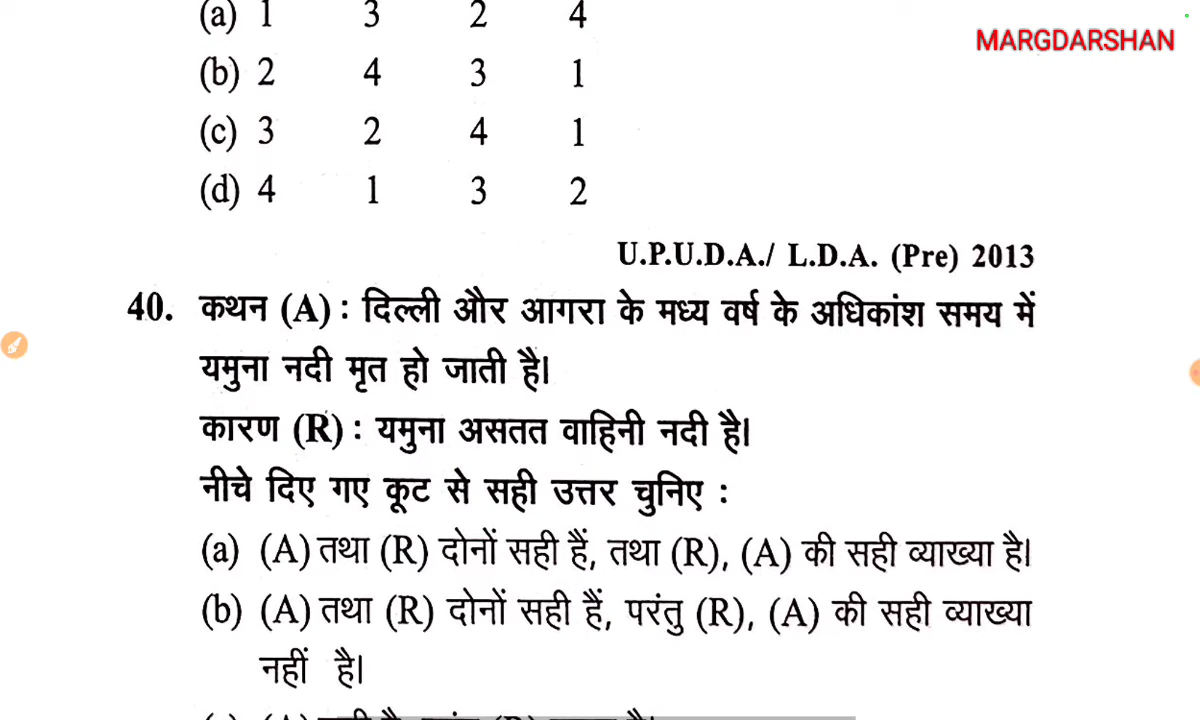 (a) 1 3 2 4
MARGDARSHAN
(b) 2 4 3 1
(c) 3 2 4 1
(d) 4 1 3 2
U.P.U.D.A./ L.D.A. (Pre) 2013
40. कथन (A) : दिल्ली और आगरा के मध्य वर्ष के अधिकांश समय में
यमुना नदी मृत हो जाती है।
कारण (R) : यमुना असतत वाहिनी नदी है।
नीचे दिए गए कूट से सही उत्तर चुनिए :
(a) (A) तथा (R) दोनों सही हैं, तथा (R), (A) की सही व्याख्या है।
(b) (A) तथा (R) दोनों सही हैं, परंतु (R), (A) की सही व्याख्या
नहीं है।